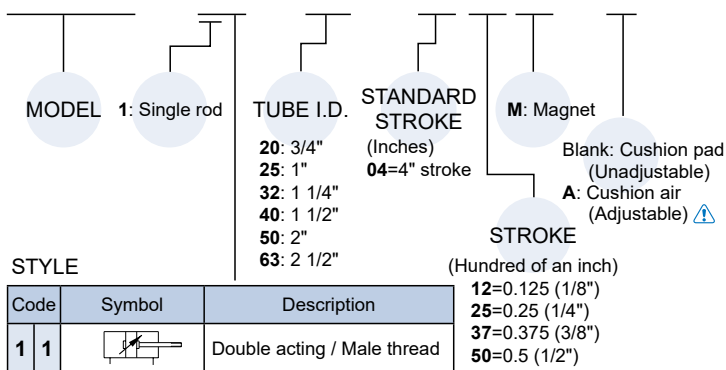 MODEL
1: Single rod
TUBE I.D.
20: 3/4"
25: 1"
32: 1 1/4"
40: 1 1/2"
50: 2"
63: 2 1/2"
STANDARD
STROKE
(Inches)
04=4" stroke
M: Magnet
Blank: Cushion pad
(Unadjustable)
A: Cushion air
(Adjustable) ⚠
STROKE
(Hundred of an inch)
12=0.125 (1/8")
25=0.25 (1/4")
37=0.375 (3/8")
50=0.5 (1/2")
STYLE
Code Symbol Description
1 1 Double acting / Male thread